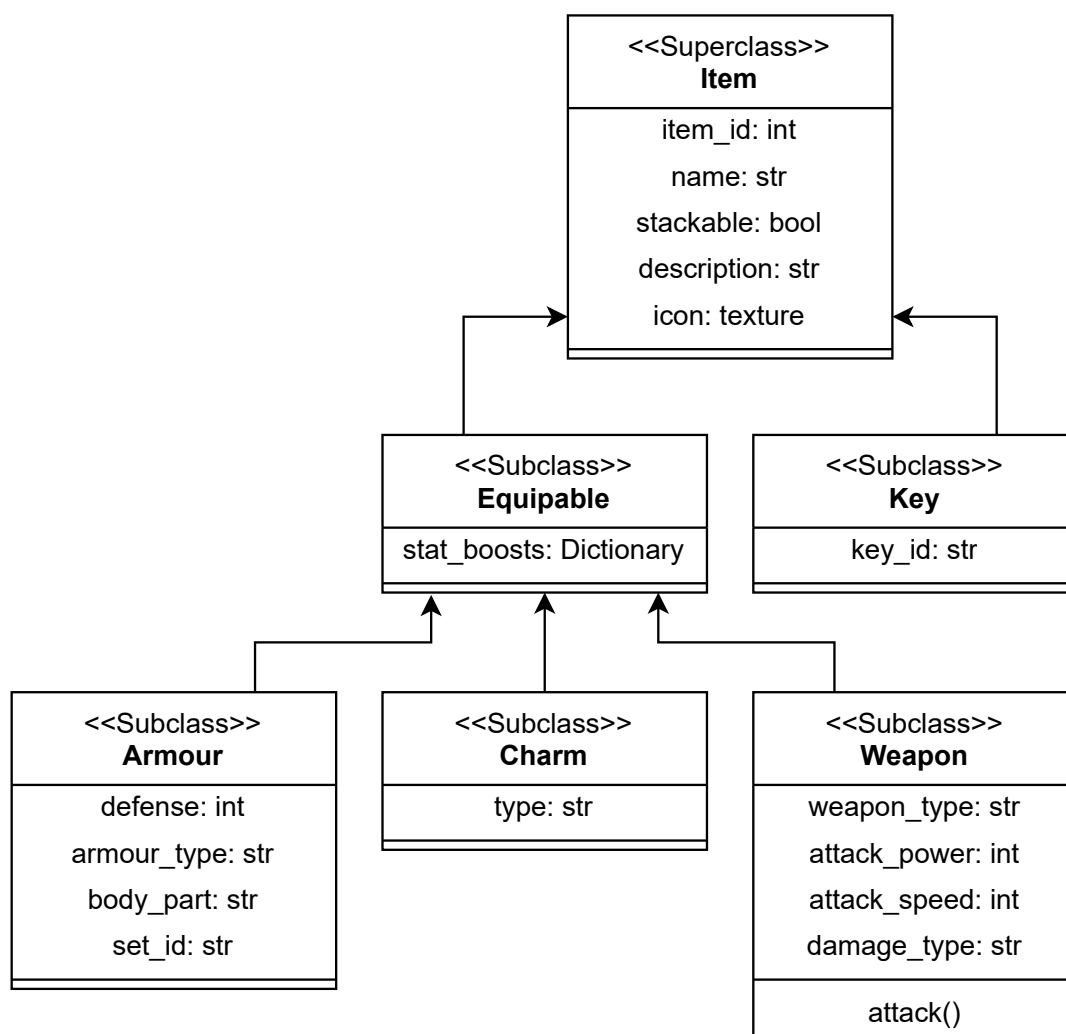 <<Superclass>>
Item
item_id: int
name: str
stackable: bool
description: str
icon: texture
<<Subclass>>
Equipable
stat_boosts: Dictionary
<<Subclass>>
Key
key_id: str
<<Subclass>>
Armour
defense: int
armour_type: str
body_part: str
set_id: str
<<Subclass>>
Charm
type: str
<<Subclass>>
Weapon
weapon_type: str
attack_power: int
attack_speed: int
damage_type: str
attack()